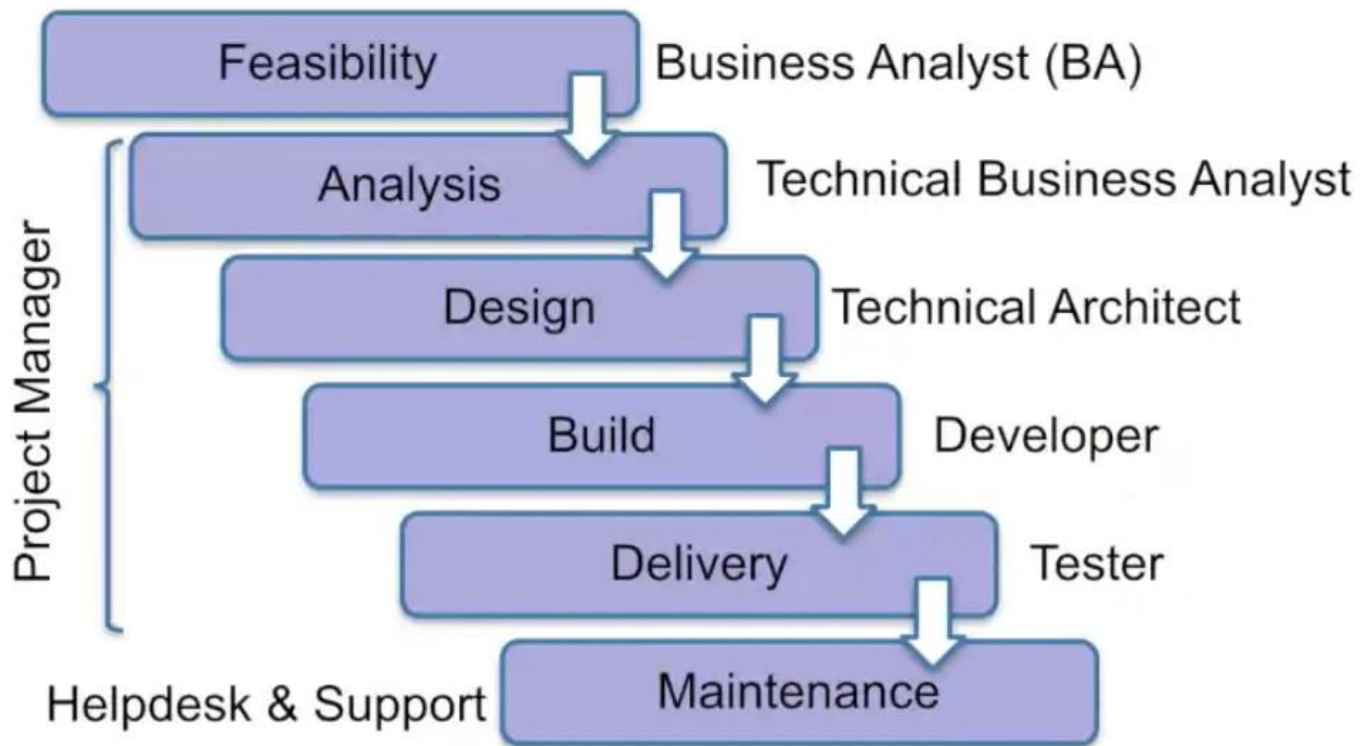 Feasibility
Business Analyst (BA)
Analysis
Technical Business Analyst
Design
Technical Architect
Project Manager
Build
Developer
Delivery
Tester
Helpdesk & Support
Maintenance